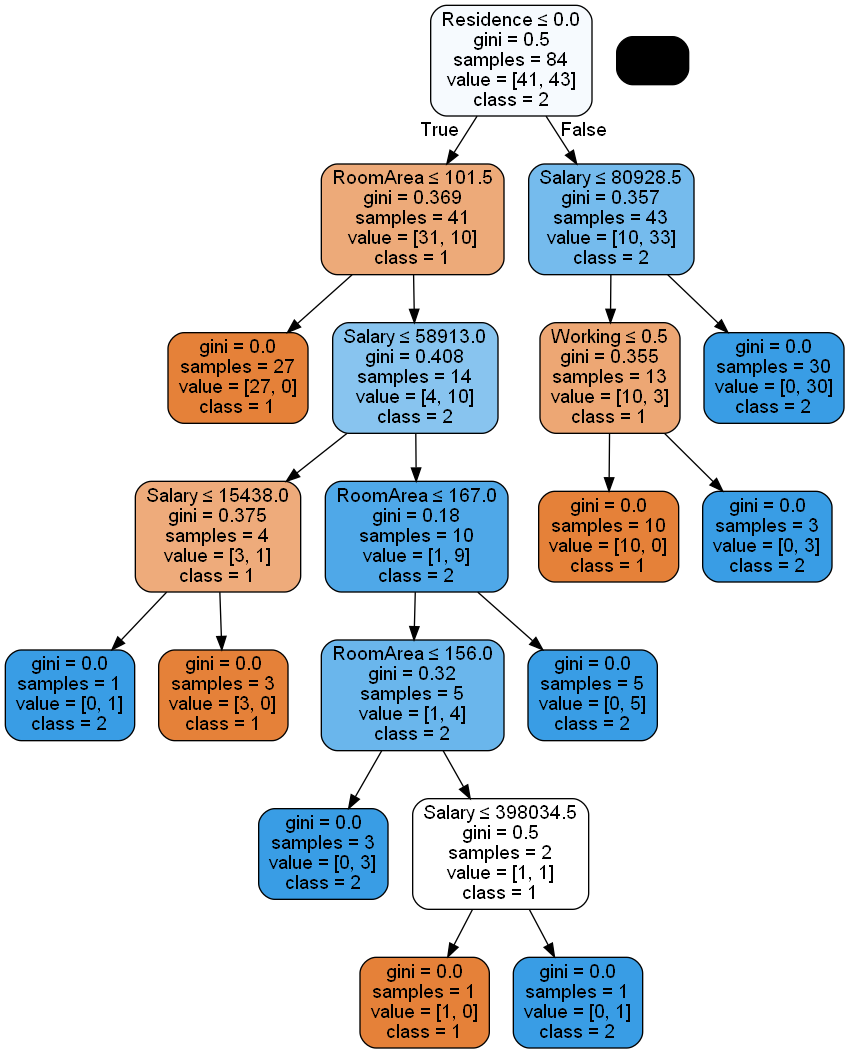 Residence ≤ 0.0
gini = 0.5
samples = 84
value = [41, 43]
class = 2
True
False
RoomArea ≤ 101.5
gini = 0.369
samples = 41
value = [31, 10]
class = 1
Salary ≤ 80928.5
gini = 0.357
samples = 43
value = [10, 33]
class = 2
gini = 0.0
samples = 27
value = [27, 0]
class = 1
Salary ≤ 58913.0
gini = 0.408
samples = 14
value = [4, 10]
class = 2
Working ≤ 0.5
gini = 0.355
samples = 13
value = [10, 3]
class = 1
gini = 0.0
samples = 30
value = [0, 30]
class = 2
Salary ≤ 15438.0
gini = 0.375
samples = 4
value = [3, 1]
class = 1
RoomArea ≤ 167.0
gini = 0.18
samples = 10
value = [1, 9]
class = 2
gini = 0.0
samples = 10
value = [10, 0]
class = 1
gini = 0.0
samples = 3
value = [0, 3]
class = 2
gini = 0.0
samples = 1
value = [0, 1]
class = 2
gini = 0.0
samples = 3
value = [3, 0]
class = 1
RoomArea ≤ 156.0
gini = 0.32
samples = 5
value = [1, 4]
class = 2
gini = 0.0
samples = 5
value = [0, 5]
class = 2
gini = 0.0
samples = 3
value = [0, 3]
class = 2
Salary ≤ 398034.5
gini = 0.5
samples = 2
value = [1, 1]
class = 1
gini = 0.0
samples = 1
value = [1, 0]
class = 1
gini = 0.0
samples = 1
value = [0, 1]
class = 2